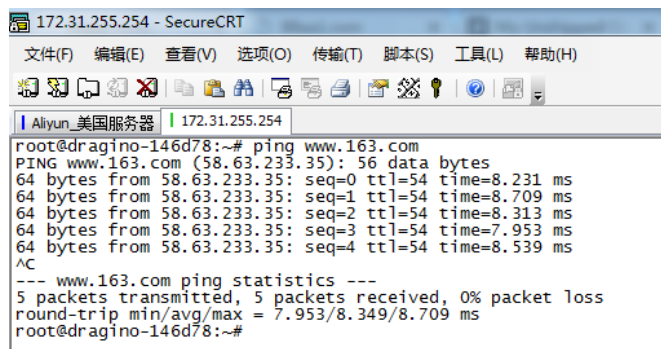 172.31.255.254 - SecureCRT
文件(F) 编辑(E) 查看(V) 选项(O) 传输(T) 脚本(S) 工具(L) 帮助(H)
Aliyun_美国服务器 172.31.255.254
root@dragino-146d78:~# ping www.163.com
PING www.163.com (58.63.233.35): 56 data bytes
64 bytes from 58.63.233.35: seq=0 ttl=54 time=8.231 ms
64 bytes from 58.63.233.35: seq=1 ttl=54 time=8.709 ms
64 bytes from 58.63.233.35: seq=2 ttl=54 time=8.313 ms
64 bytes from 58.63.233.35: seq=3 ttl=54 time=7.953 ms
64 bytes from 58.63.233.35: seq=4 ttl=54 time=8.539 ms
^C
--- www.163.com ping statistics ---
5 packets transmitted, 5 packets received, 0% packet loss
round-trip min/avg/max = 7.953/8.349/8.709 ms
root@dragino-146d78:~#